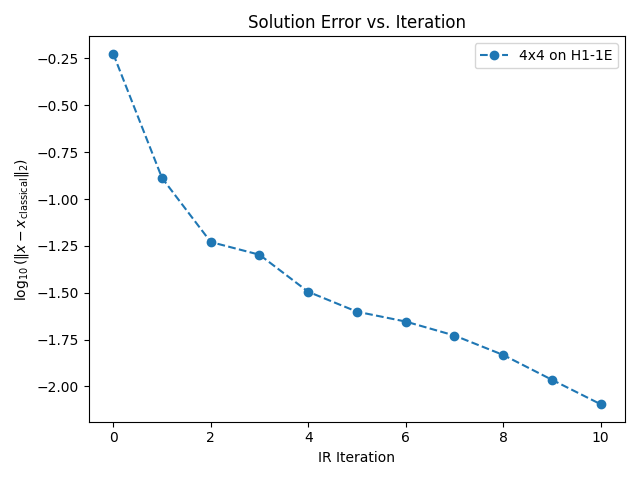 Solution Error vs. Iteration
4x4 on H1-1E
−0.25
−0.50
−0.75
−1.00
−1.25
−1.50
−1.75
−2.00
log₁₀(‖x − x_classical‖₂)
0 2 4 6 8 10
IR Iteration